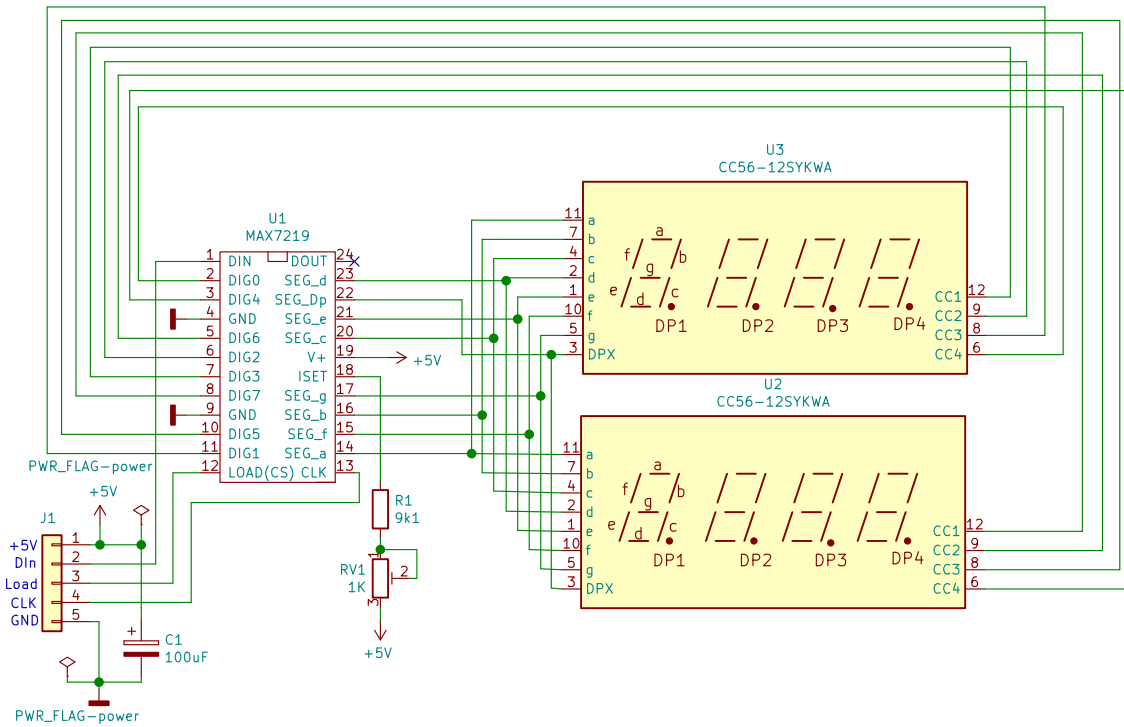 U3
CC56-12SYKWA
11 a
7 b
4 c
2 d
1 e
10 f
5 g
3 DPX
a
f b
g
e c
d
DP1 DP2 DP3 DP4
CC1 12
CC2 9
CC3 8
CC4 6
U1
MAX7219
1 DIN DOUT 24
2 DIG0 SEG_d 23
3 DIG4 SEG_Dp 22
4 GND SEG_e 21
5 DIG6 SEG_c 20
6 DIG2 V+ 19
7 DIG3 ISET 18
8 DIG7 SEG_g 17
9 GND SEG_b 16
10 DIG5 SEG_f 15
11 DIG1 SEG_a 14
12 LOAD(CS) CLK 13
+5V
U2
CC56-12SYKWA
11 a
7 b
4 c
2 d
1 e
10 f
5 g
3 DPX
a
f b
g
e c
d
DP1 DP2 DP3 DP4
CC1 12
CC2 9
CC3 8
CC4 6
PWR_FLAG-power
+5V
J1
+5V 1
DIn 2
Load 3
CLK 4
GND 5
R1
9k1
RV1
1K
1
2
3
+5V
+
C1
100uF
PWR_FLAG-power